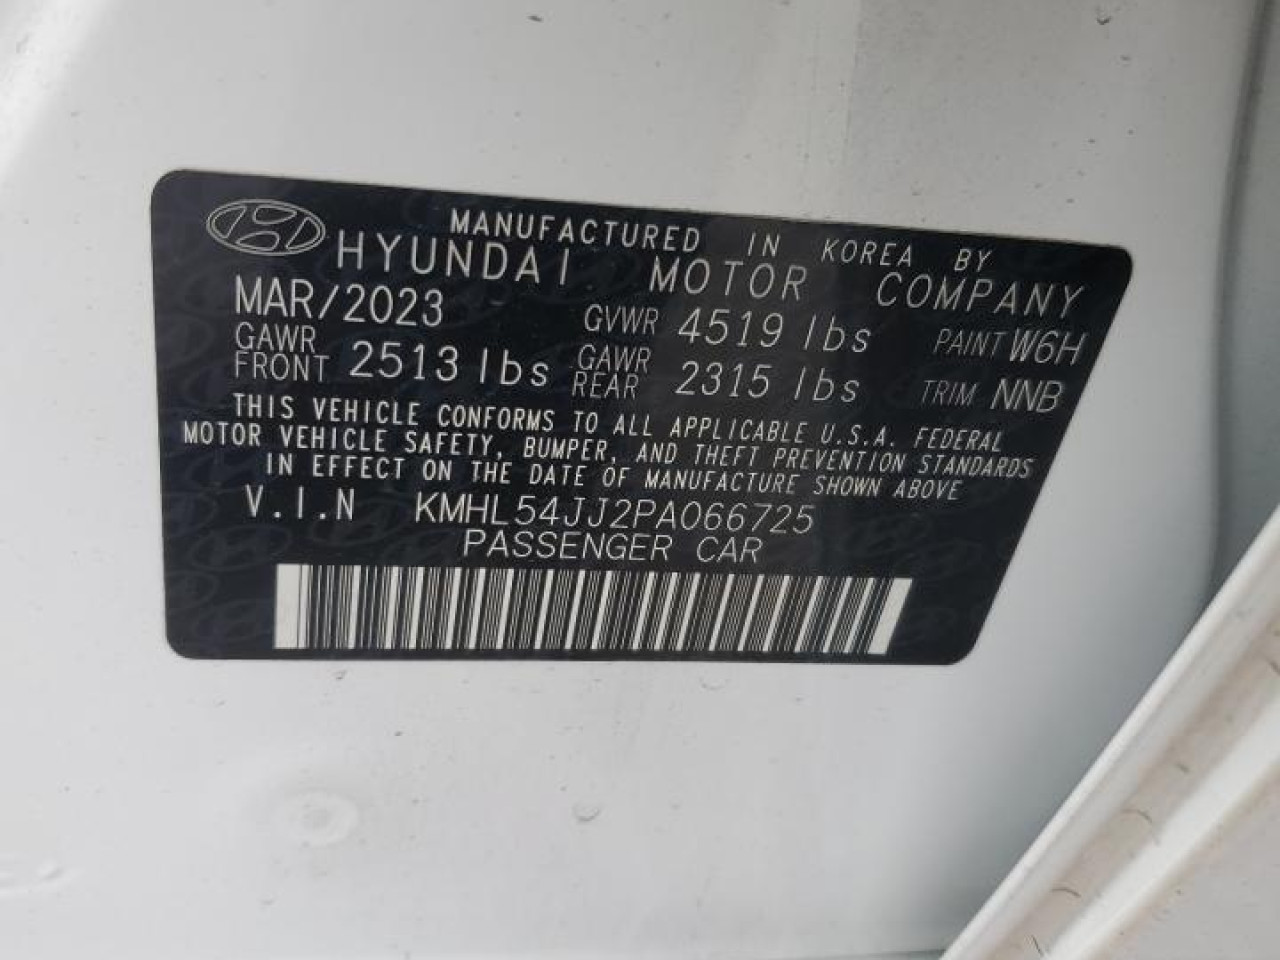 MANUFACTURED IN KOREA BY
HYUNDAI MOTOR COMPANY
MAR/2023 GVWR 4519 lbs PAINT W6H
GAWR FRONT 2513 lbs GAWR REAR 2315 lbs TRIM NNB
THIS VEHICLE CONFORMS TO ALL APPLICABLE U.S.A. FEDERAL
MOTOR VEHICLE SAFETY, BUMPER, AND THEFT PREVENTION STANDARDS
IN EFFECT ON THE DATE OF MANUFACTURE SHOWN ABOVE
V.I.N KMHL54JJ2PA066725
PASSENGER CAR